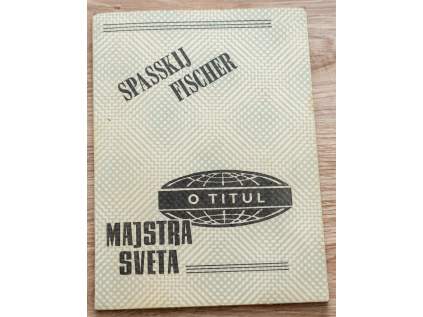 SPASSKIJ
FISCHER
O TITUL
MAJSTRA
SVETA